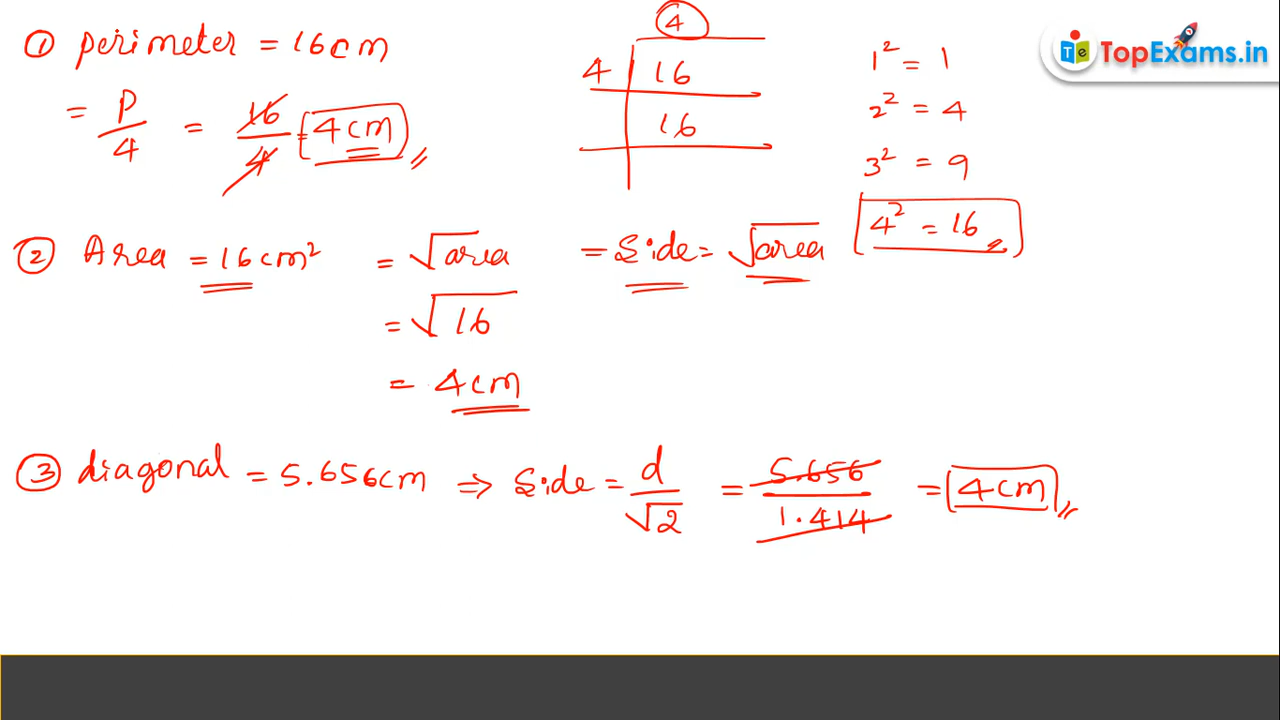 ① perimeter = 16cm
= P/4 = 16/4 = 4cm
4
4 | 16
16
1² = 1
2² = 4
3² = 9
4² = 16
Te TopExams.in
② Area = 16cm² = √area = Side = √area
= √16
= 4cm
③ diagonal = 5.656cm ⇒ Side = d/√2 = 5.656/1.414 = 4cm